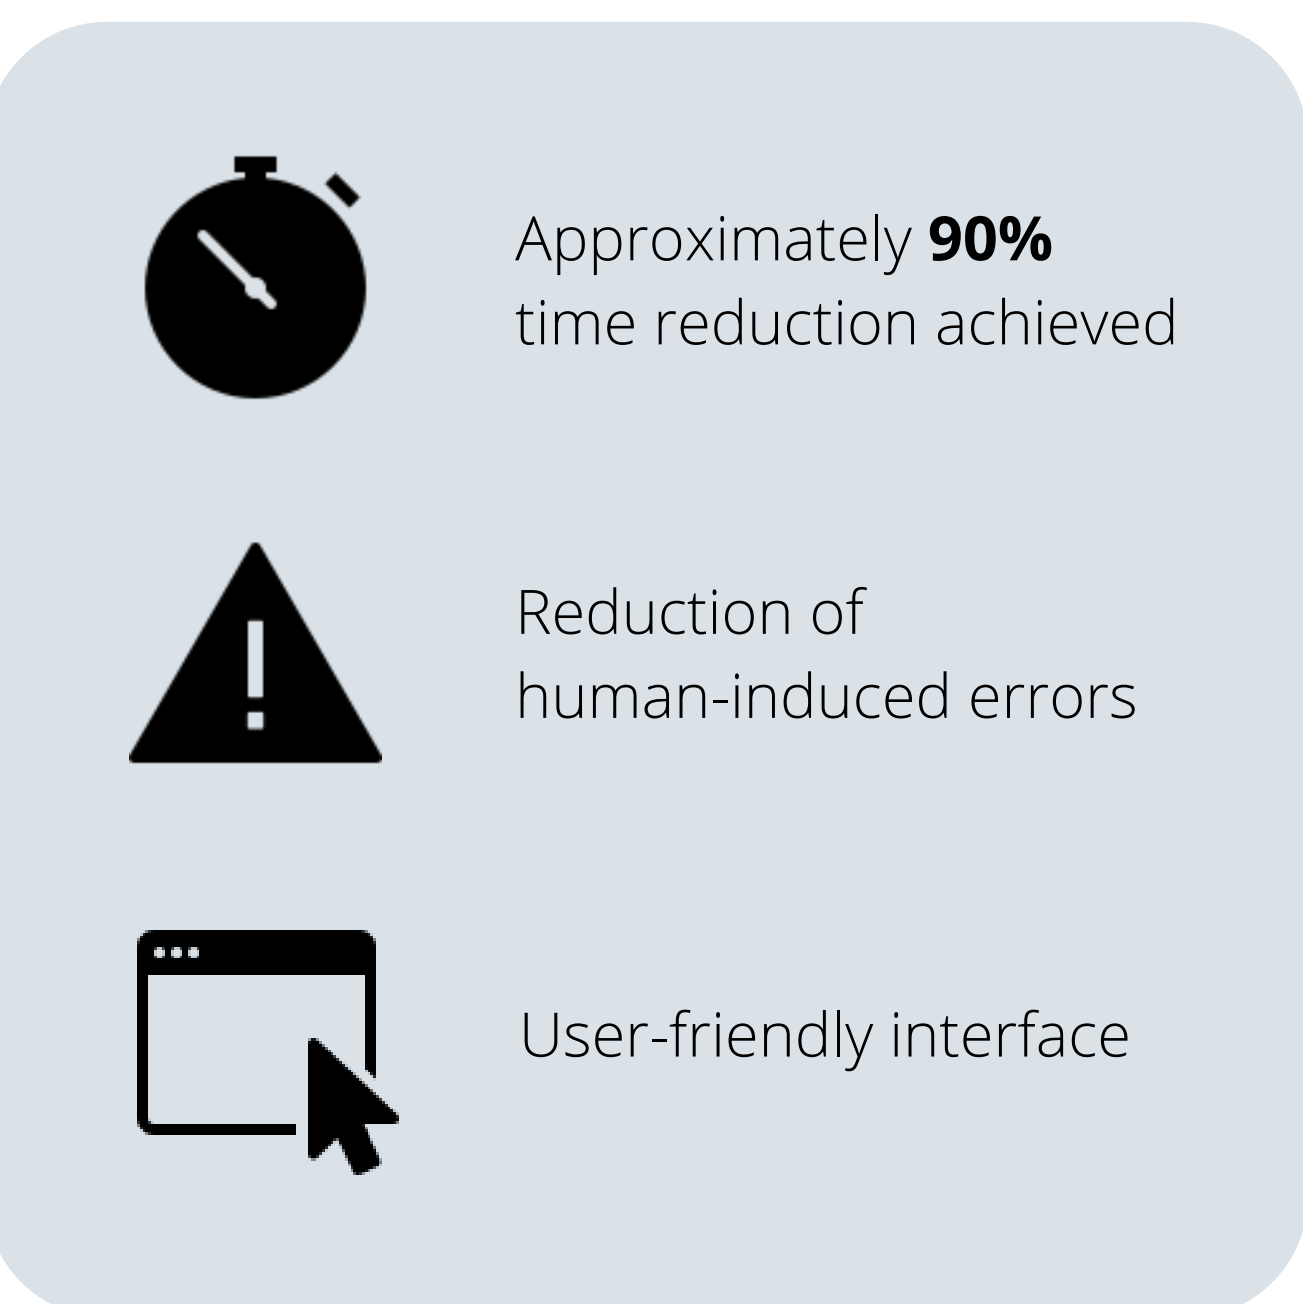 Approximately 90%
time reduction achieved
Reduction of
human-induced errors
User-friendly interface